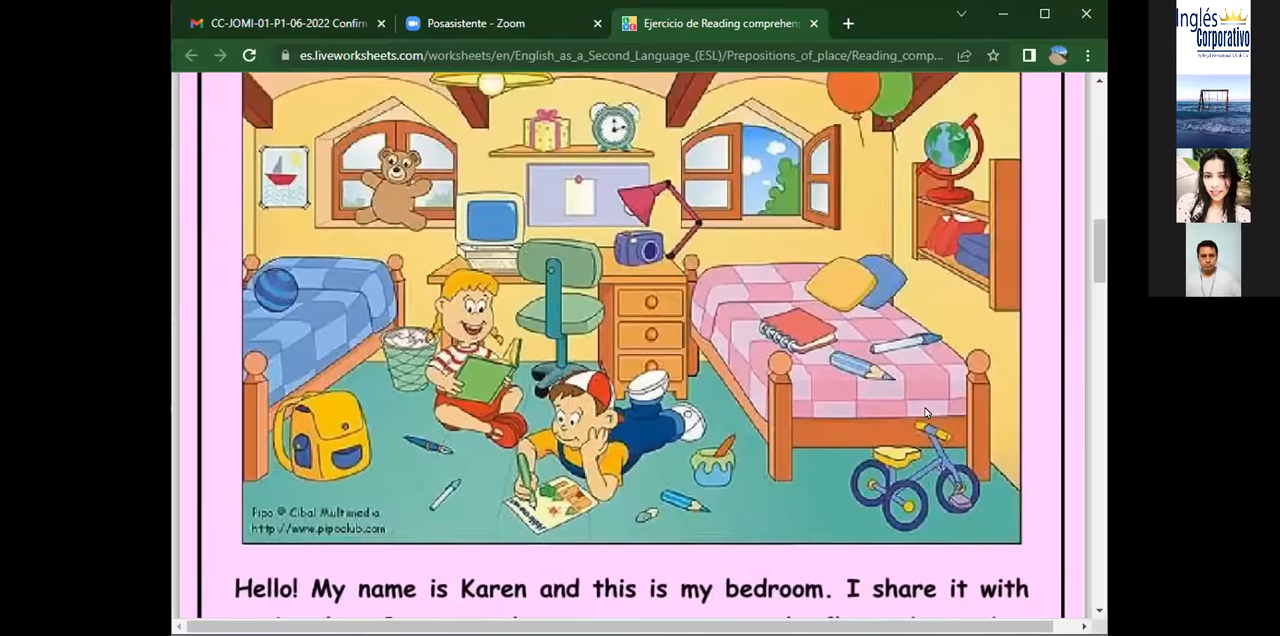 CC-JOMI-01-P1-06-2022 Confirm
Posasistente - Zoom
Ejercicio de Reading comprehens
es.liveworksheets.com/worksheets/en/English_as_a_Second_Language_(ESL)/Prepositions_of_place/Reading_comp...
Inglés
Corporativo
Pipo @ Cibal Multimedia
http://www.pipoclub.com
Hello! My name is Karen and this is my bedroom. I share it with